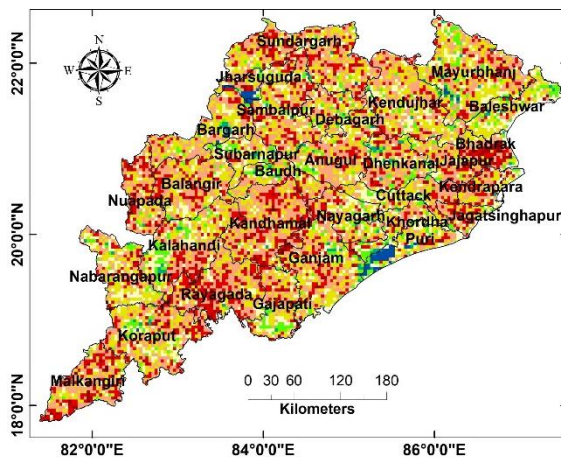 N
W E
S
22°0'0"N
20°0'0"N
18°0'0"N
Sundargarh
Jharsuguda
Mayurbhanj
Sambalpur
Kendujhar
Baleshwar
Debagarh
Bargarh
Bhadrak
Subarnapur
Anugul
Dhenkanal
Jajapur
Baudh
Balangir
Kendrapara
Cuttack
Nuapada
Nayagarh
Khordha
Jagatsinghapur
Kandhamal
Puri
Kalahandi
Ganjam
Nabarangapur
Rayagada
Gajapati
Koraput
Malkangiri
0 30 60 120 180
Kilometers
82°0'0"E 84°0'0"E 86°0'0"E